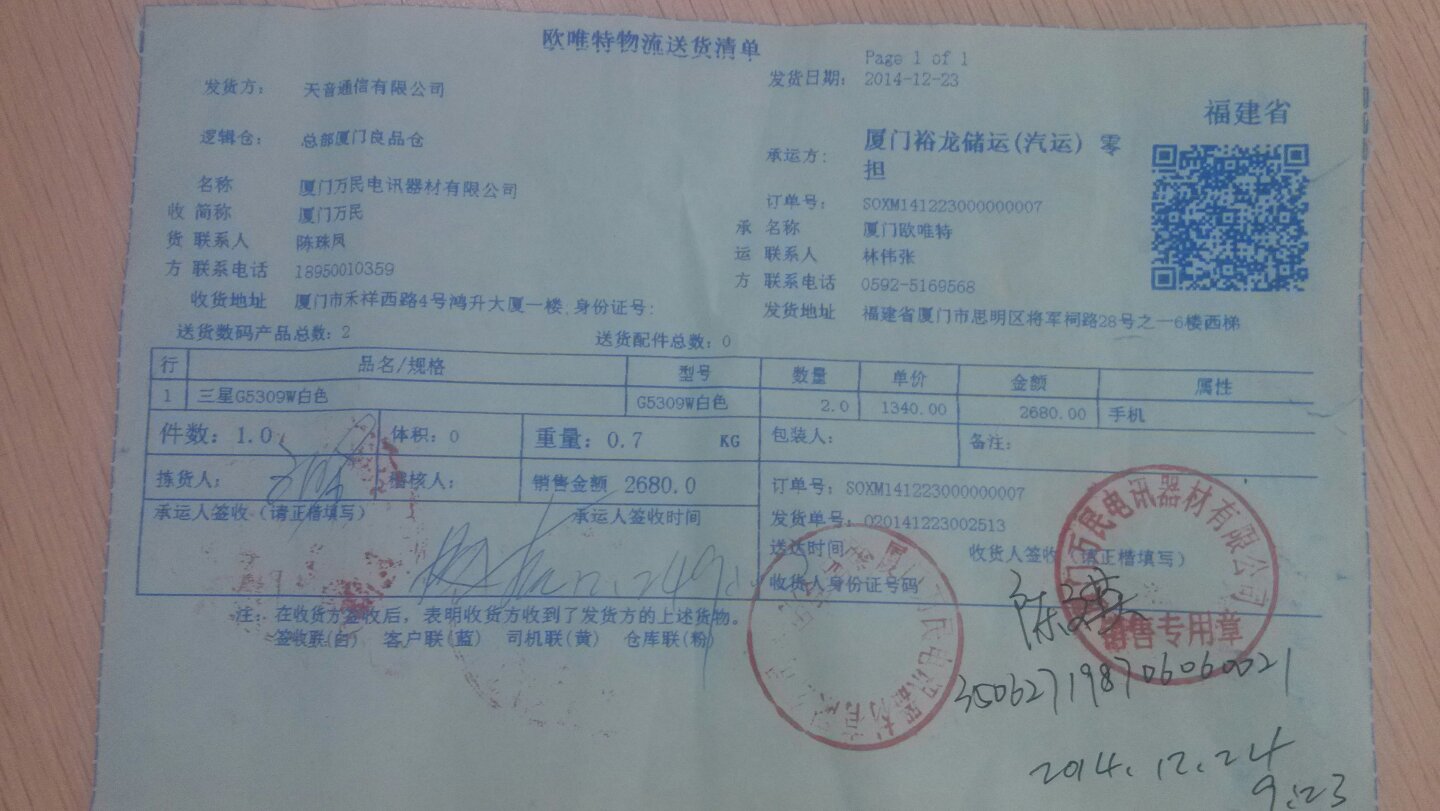 欧唯特物流送货清单
Page 1 of 1
发货方： 天音通信有限公司 发货日期： 2014-12-23
福建省
逻辑仓： 总部厦门良品仓 承运方： 厦门裕龙储运(汽运) 零担
名称 厦门万民电讯器材有限公司 订单号： SOXM141223000000007
收 简称 厦门万民 承 名称 厦门欧唯特
货 联系人 陈珠凤 运 联系人 林伟张
方 联系电话 18950010359 方 联系电话 0592-5169568
收货地址 厦门市禾祥西路4号鸿升大厦一楼,身份证号: 发货地址 福建省厦门市思明区将军祠路28号之一6楼西梯
送货数码产品总数：2 送货配件总数：0
行 品名/规格 型号 数量 单价 金额 属性
1 三星G5309W白色 G5309W白色 2.0 1340.00 2680.00 手机
件数：1.0 体积：0 重量：0.7 KG 包装人： 备注：
拣货人： 稽核人： 销售金额 2680.0 订单号：SOXM141223000000007
承运人签收（请正楷填写） 承运人签收时间 发货单号：020141223002513
送达时间 收货人签收（请正楷填写）
收货人身份证号码
注：在收货方签收后，表明收货方收到了发货方的上述货物。
签收联(白) 客户联(蓝) 司机联(黄) 仓库联(粉)
厦门万民电讯器材有限公司
销售专用章
350627198706060021
2014.12.24
9:23